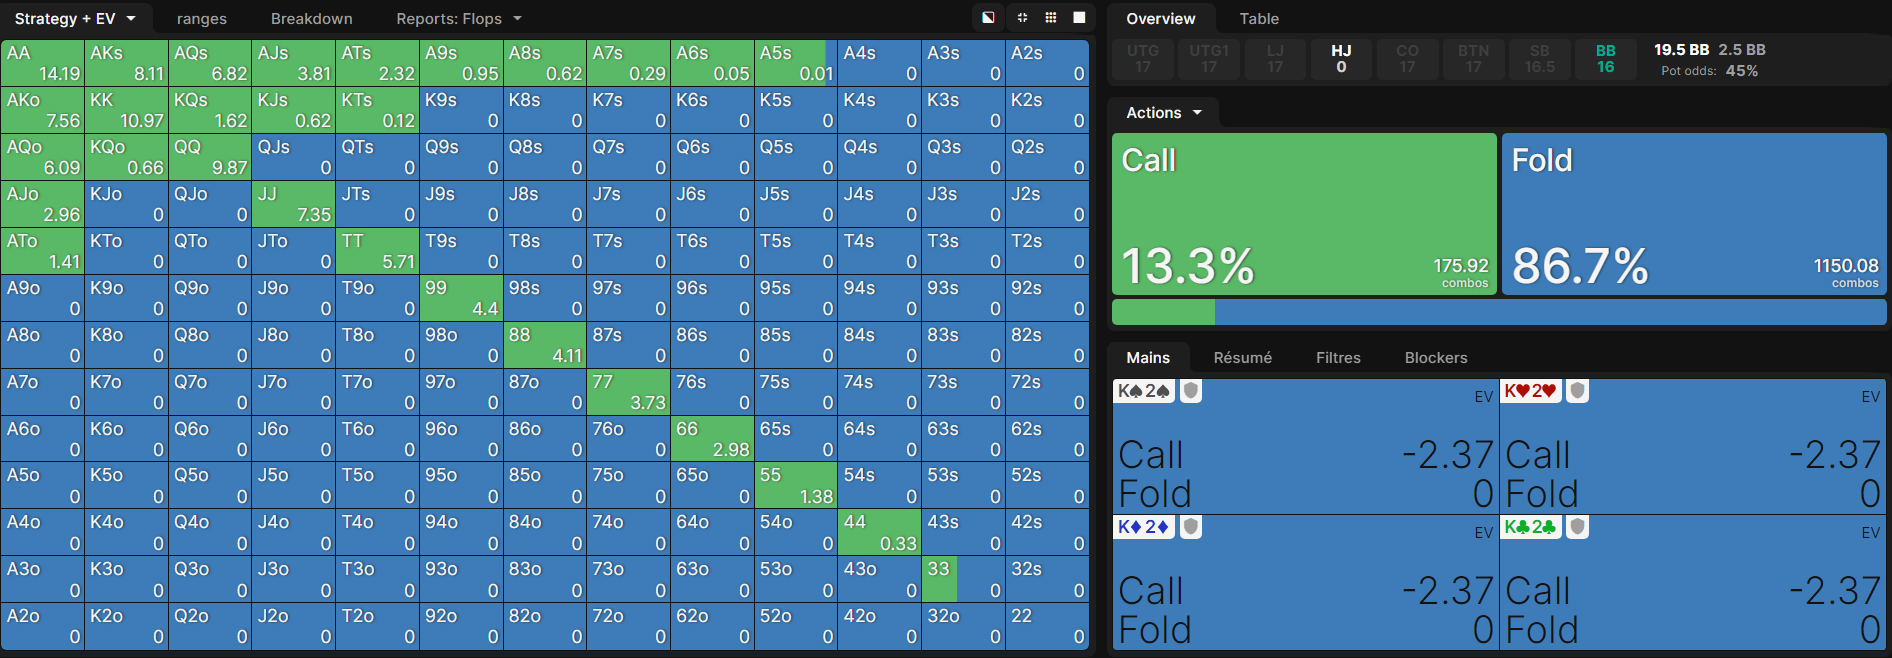 Strategy + EV ranges Breakdown Reports: Flops Overview Table
UTG UTG1 LJ HJ CO BTN SB BB 19.5 BB 2.5 BB
17 17 17 0 17 17 16.5 16 Pot odds: 45%
AA AKs AQs AJs ATs A9s A8s A7s A6s A5s A4s A3s A2s
14.19 8.11 6.82 3.81 2.32 0.95 0.62 0.29 0.05 0.01 0 0 0
AKo KK KQs KJs KTs K9s K8s K7s K6s K5s K4s K3s K2s
7.56 10.97 1.62 0.62 0.12 0 0 0 0 0 0 0 0
AQo KQo QQ QJs QTs Q9s Q8s Q7s Q6s Q5s Q4s Q3s Q2s
6.09 0.66 9.87 0 0 0 0 0 0 0 0 0 0
AJo KJo QJo JJ JTs J9s J8s J7s J6s J5s J4s J3s J2s
2.96 0 0 7.35 0 0 0 0 0 0 0 0 0
ATo KTo QTo JTo TT T9s T8s T7s T6s T5s T4s T3s T2s
1.41 0 0 0 5.71 0 0 0 0 0 0 0 0
A9o K9o Q9o J9o T9o 99 98s 97s 96s 95s 94s 93s 92s
0 0 0 0 0 4.4 0 0 0 0 0 0 0
A8o K8o Q8o J8o T8o 98o 88 87s 86s 85s 84s 83s 82s
0 0 0 0 0 0 4.11 0 0 0 0 0 0
A7o K7o Q7o J7o T7o 97o 87o 77 76s 75s 74s 73s 72s
0 0 0 0 0 0 0 3.73 0 0 0 0 0
A6o K6o Q6o J6o T6o 96o 86o 76o 66 65s 64s 63s 62s
0 0 0 0 0 0 0 0 2.98 0 0 0 0
A5o K5o Q5o J5o T5o 95o 85o 75o 65o 55 54s 53s 52s
0 0 0 0 0 0 0 0 0 1.38 0 0 0
A4o K4o Q4o J4o T4o 94o 84o 74o 64o 54o 44 43s 42s
0 0 0 0 0 0 0 0 0 0 0.33 0 0
A3o K3o Q3o J3o T3o 93o 83o 73o 63o 53o 43o 33 32s
0 0 0 0 0 0 0 0 0 0 0 0
A2o K2o Q2o J2o T2o 92o 82o 72o 62o 52o 42o 32o 22
0 0 0 0 0 0 0 0 0 0 0 0 0
Actions
Call Fold
13.3% 175.92 combos 86.7% 1150.08 combos
Mains Résumé Filtres Blockers
K♠2♠ EV K♥2♥ EV
Call -2.37 Call -2.37
Fold 0 Fold 0
K♦2♦ EV K♣2♣ EV
Call -2.37 Call -2.37
Fold 0 Fold 0